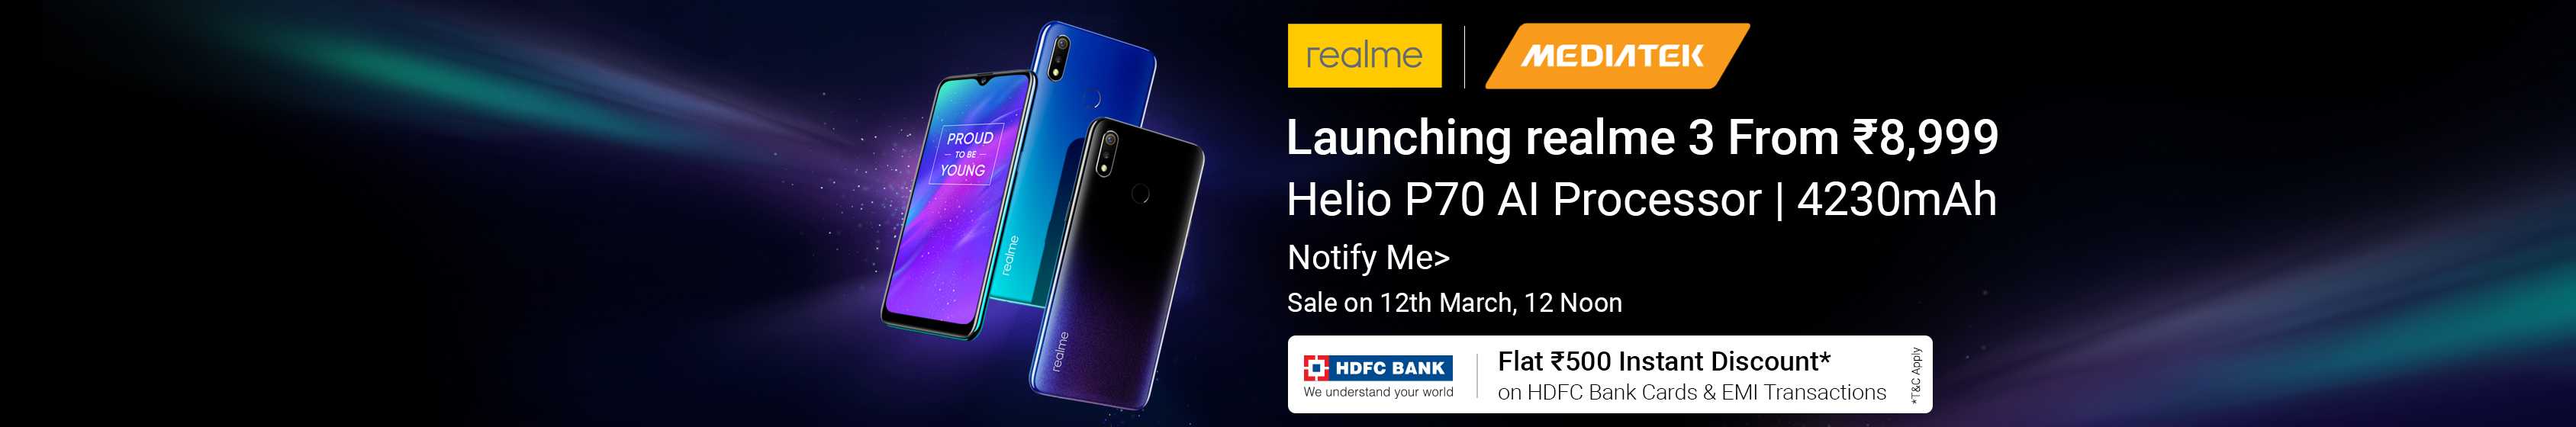 PROUD
TO BE
YOUNG
realme
realme
realme
MEDIATEK
Launching realme 3 From ₹8,999
Helio P70 AI Processor | 4230mAh
Notify Me>
Sale on 12th March, 12 Noon
HDFC BANK
We understand your world
Flat ₹500 Instant Discount*
on HDFC Bank Cards & EMI Transactions
*T&C Apply